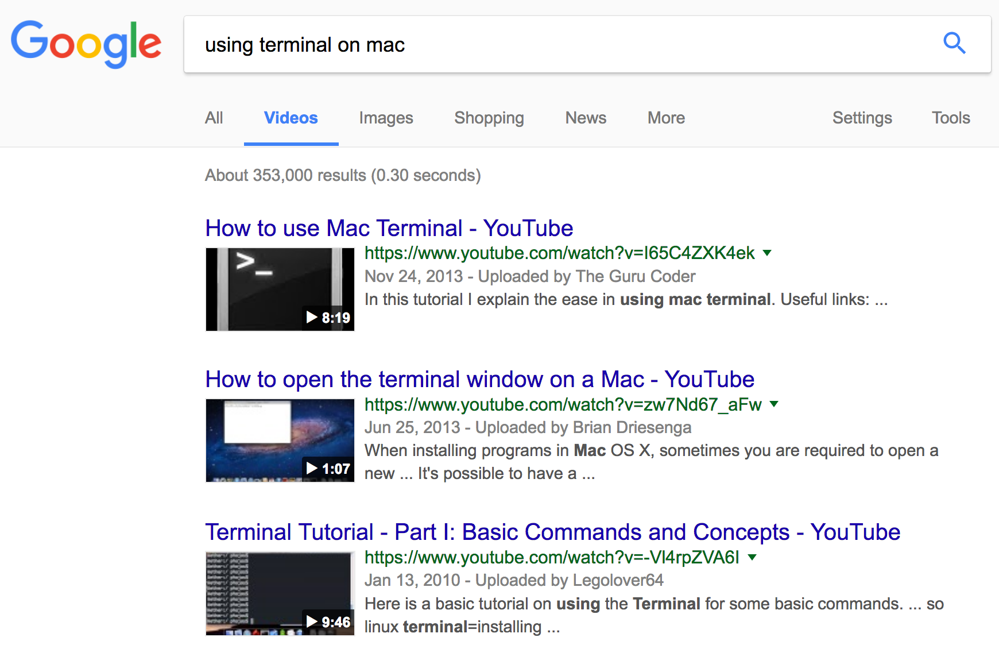 Google
using terminal on mac
All Videos Images Shopping News More Settings Tools
About 353,000 results (0.30 seconds)
How to use Mac Terminal - YouTube
https://www.youtube.com/watch?v=I65C4ZXK4ek
Nov 24, 2013 - Uploaded by The Guru Coder
In this tutorial I explain the ease in using mac terminal. Useful links: ...
>_
8:19
How to open the terminal window on a Mac - YouTube
https://www.youtube.com/watch?v=zw7Nd67_aFw
Jun 25, 2013 - Uploaded by Brian Driesenga
When installing programs in Mac OS X, sometimes you are required to open a
new ... It's possible to have a ...
1:07
Terminal Tutorial - Part I: Basic Commands and Concepts - YouTube
https://www.youtube.com/watch?v=-Vl4rpZVA6I
Jan 13, 2010 - Uploaded by Legolover64
Here is a basic tutorial on using the Terminal for some basic commands. ... so
linux terminal=installing ...
9:46